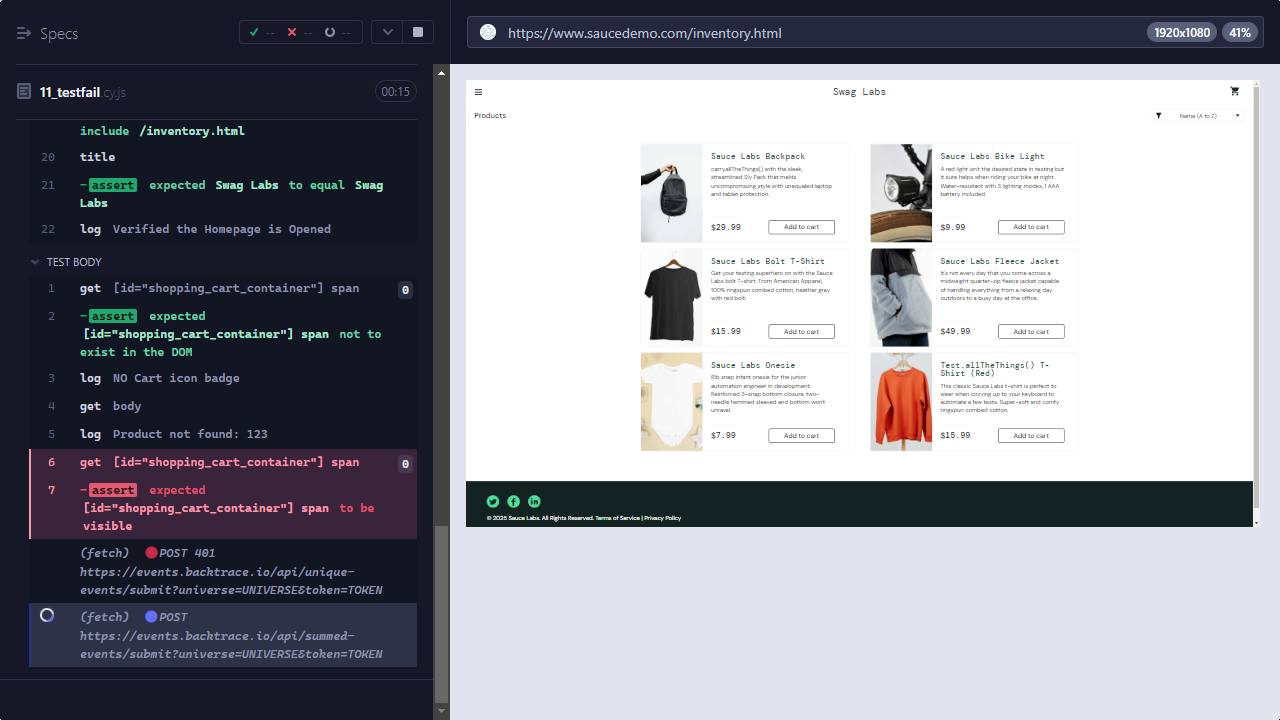 Specs
-- -- --
11_testfail.cy.js 00:15
include /inventory.html
20 title
21 -assert expected Swag Labs to equal Swag
Labs
22 log Verified the Homepage is Opened
TEST BODY
1 get [id="shopping_cart_container"] span 0
2 -assert expected
[id="shopping_cart_container"] span not to
exist in the DOM
3 log NO Cart icon badge
4 get body
5 log Product not found: 123
6 get [id="shopping_cart_container"] span 0
7 -assert expected
[id="shopping_cart_container"] span to be
visible
(fetch) POST 401
https://events.backtrace.io/api/unique-
events/submit?universe=UNIVERSE&token=TOKEN
(fetch) POST
https://events.backtrace.io/api/summed-
events/submit?universe=UNIVERSE&token=TOKEN
https://www.saucedemo.com/inventory.html 1920x1080 41%
Swag Labs
Products Name (A to Z)
Sauce Labs Backpack
carry.allTheThings() with the sleek,
streamlined Sly Pack that melds
uncompromising style with unequaled laptop
and tablet protection.
$29.99 Add to cart
Sauce Labs Bike Light
A red light isn't the desired state in testing but
it sure helps when riding your bike at night.
Water-resistant with 3 lighting modes, 1 AAA
battery included.
$9.99 Add to cart
Sauce Labs Bolt T-Shirt
Get your testing superhero on with the Sauce
Labs bolt T-shirt. From American Apparel,
100% ringspun combed cotton, heather gray
with red bolt.
$15.99 Add to cart
Sauce Labs Fleece Jacket
It's not every day that you come across a
midweight quarter-zip fleece jacket capable
of handling everything from a relaxing day
outdoors to a busy day at the office.
$49.99 Add to cart
Sauce Labs Onesie
Rib snap infant onesie for the junior
automation engineer in development.
Reinforced 3-snap bottom closure, two-
needle hemmed sleeved and bottom won't
unravel.
$7.99 Add to cart
Test.allTheThings() T-
Shirt (Red)
This classic Sauce Labs t-shirt is perfect to
wear when cozying up to your keyboard to
automate a few tests. Super-soft and comfy
ringspun combed cotton.
$15.99 Add to cart
© 2025 Sauce Labs. All Rights Reserved. Terms of Service | Privacy Policy